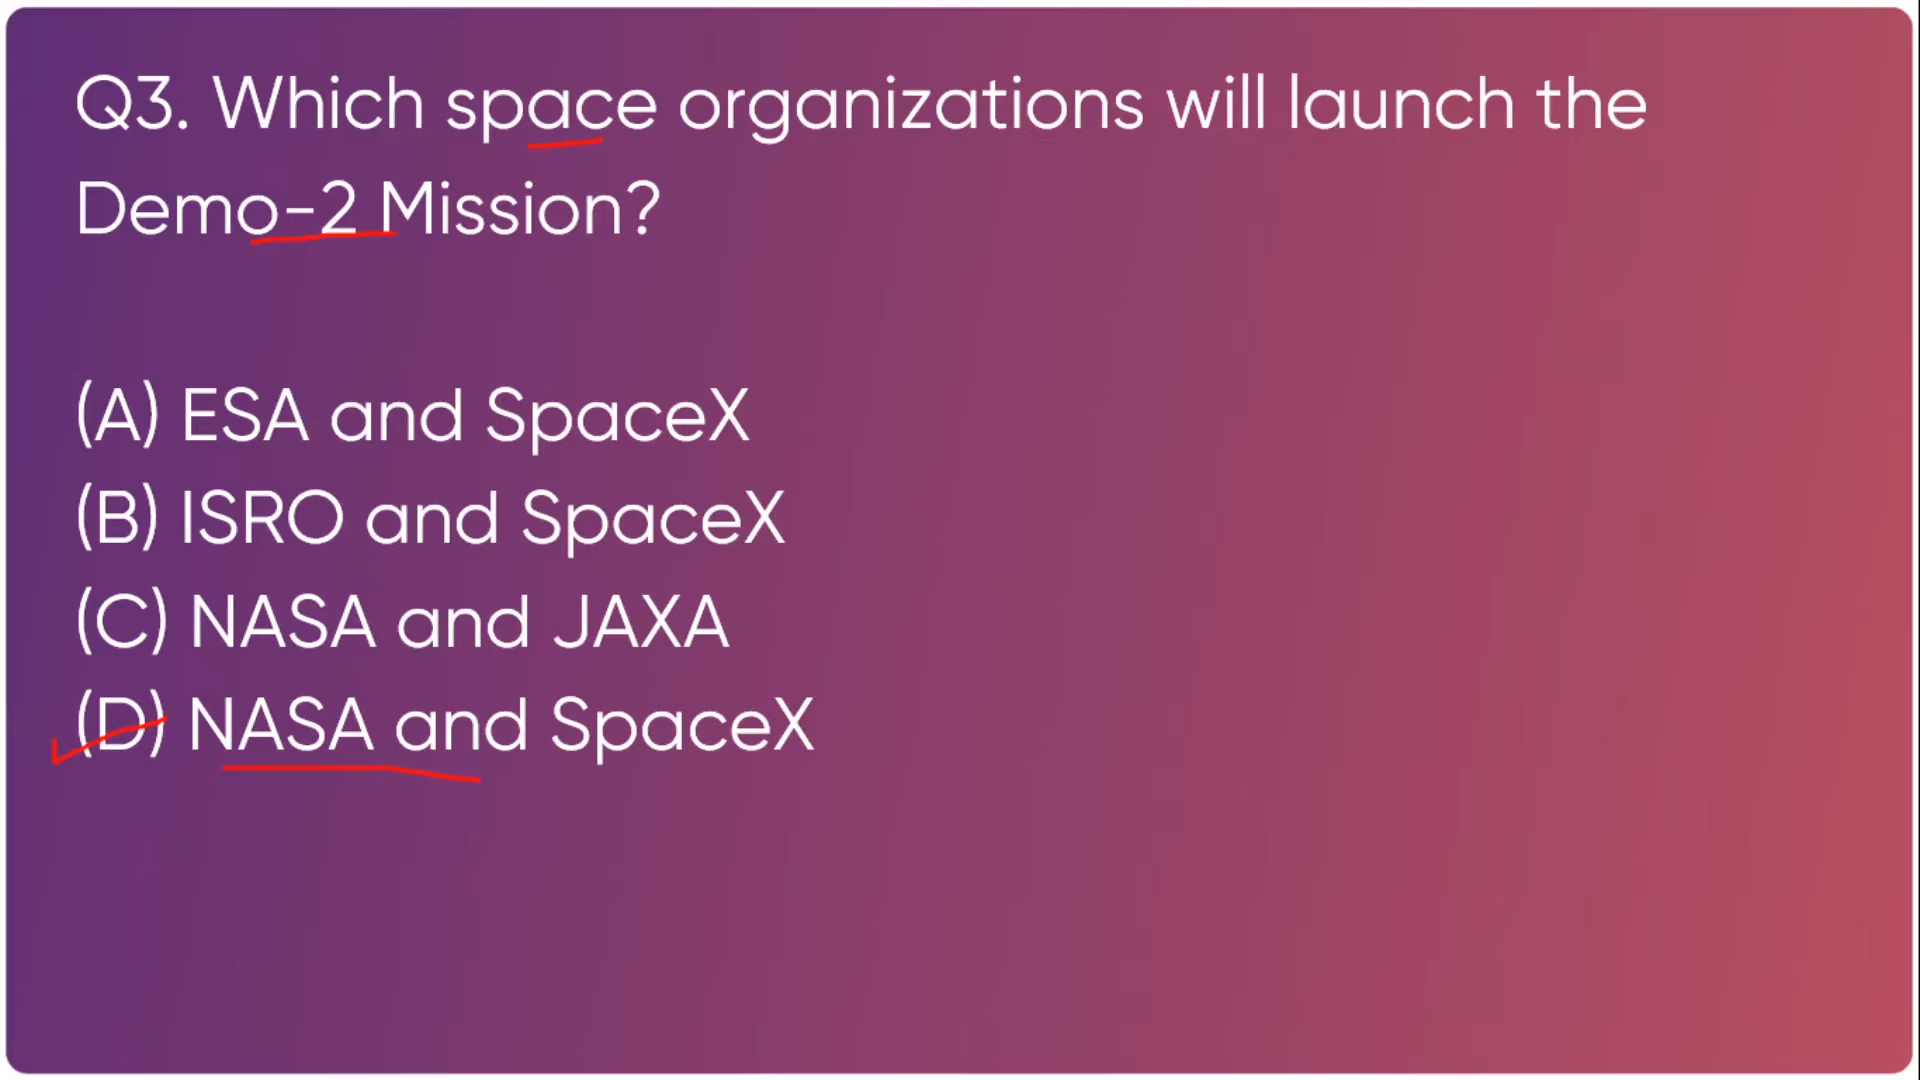 Q3. Which space organizations will launch the
Demo-2 Mission?
(A) ESA and SpaceX
(B) ISRO and SpaceX
(C) NASA and JAXA
(D) NASA and SpaceX